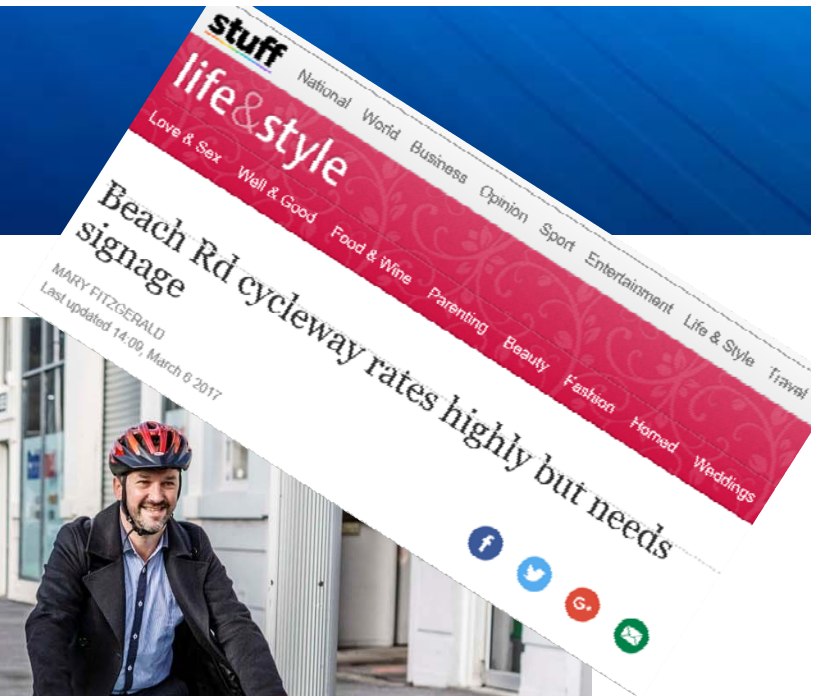 stuff
National World Business Opinion Sport Entertainment Life & Style Travel
life&style
Love & Sex Well & Good Food & Wine Parenting Beauty Fashion Homed Weddings
Beach Rd cycleway rates highly but needs
signage
MARY FITZGERALD
Last updated 14:00, March 6 2017
f
G+